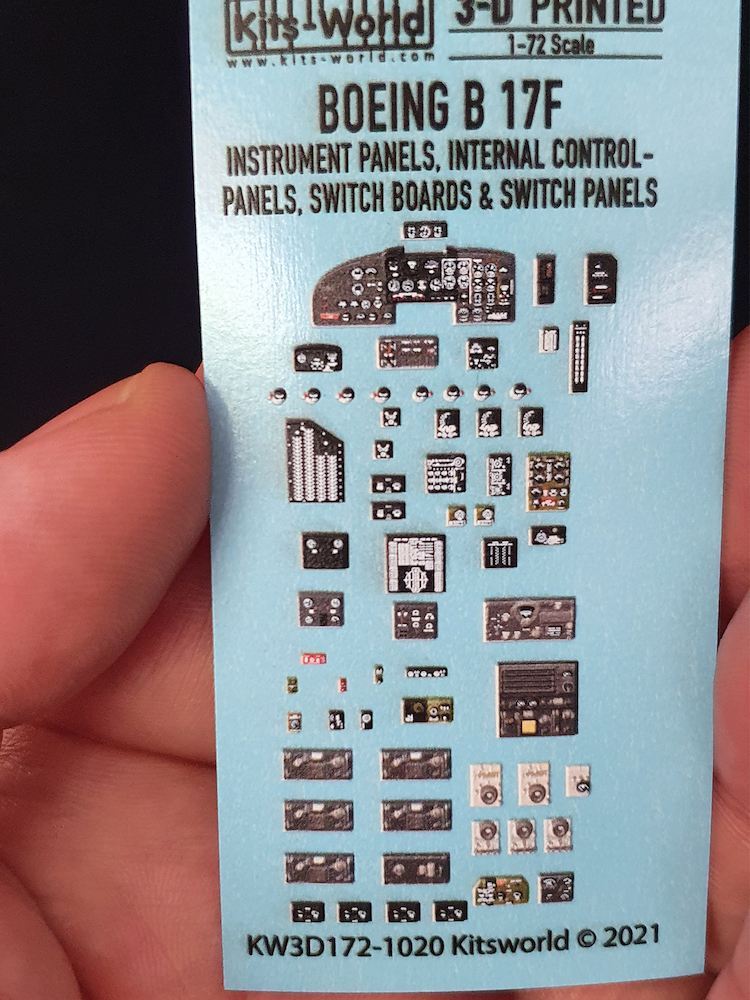 Kits-World
3-D PRINTED
1-72 Scale
www.kits-world.com
BOEING B 17F
INSTRUMENT PANELS, INTERNAL CONTROL-
PANELS, SWITCH BOARDS & SWITCH PANELS
KW3D172-1020 Kitsworld © 2021